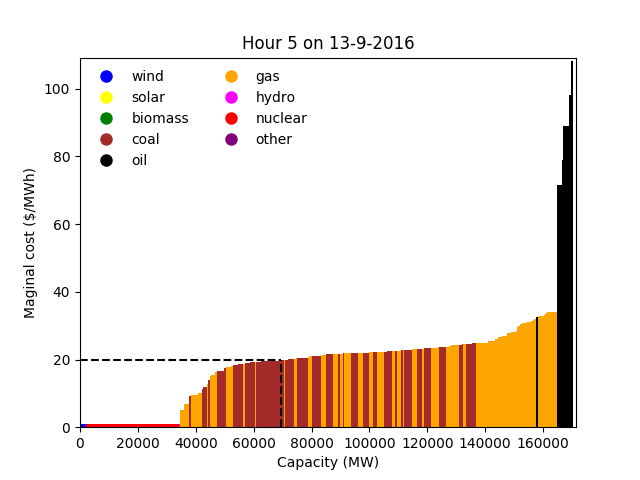 Hour 5 on 13-9-2016
wind
solar
biomass
coal
oil
gas
hydro
nuclear
other
Maginal cost ($/MWh)
100
80
60
40
20
0
0 20000 40000 60000 80000 100000 120000 140000 160000
Capacity (MW)